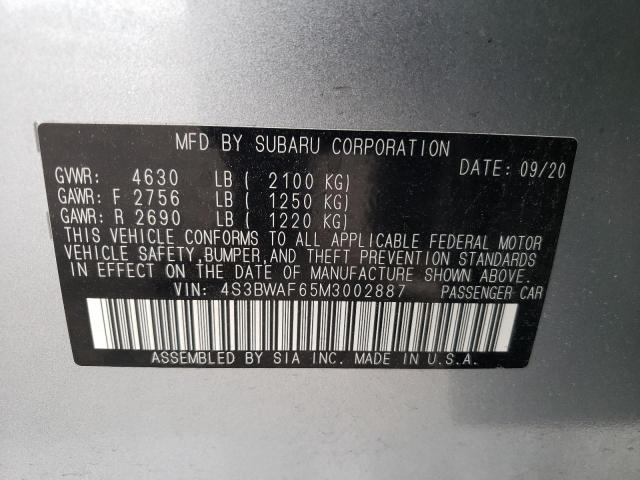 MFD BY SUBARU CORPORATION
DATE: 09/20
GVWR: 4630 LB ( 2100 KG)
GAWR: F 2756 LB ( 1250 KG)
GAWR: R 2690 LB ( 1220 KG)
THIS VEHICLE CONFORMS TO ALL APPLICABLE FEDERAL MOTOR
VEHICLE SAFETY,BUMPER,AND THEFT PREVENTION STANDARDS
IN EFFECT ON THE DATE OF MANUFACTURE SHOWN ABOVE.
VIN: 4S3BWAF65M3002887 PASSENGER CAR
ASSEMBLED BY SIA INC. MADE IN U.S.A.